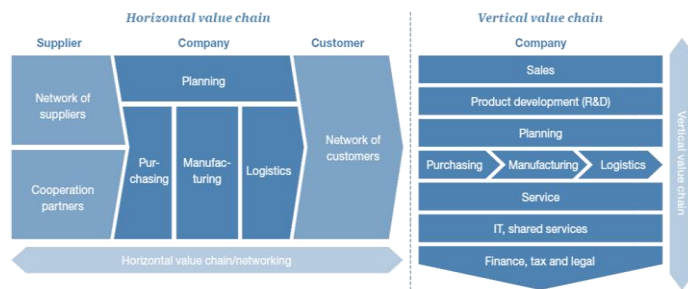 Horizontal value chain
Supplier
Company
Customer
Network of
suppliers
Cooperation
partners
Planning
Pur-
chasing
Manufac-
turing
Logistics
Network of
customers
Horizontal value chain/networking
Vertical value chain
Company
Sales
Product development (R&D)
Planning
Purchasing
Manufacturing
Logistics
Service
IT, shared services
Finance, tax and legal
Vertical value chain